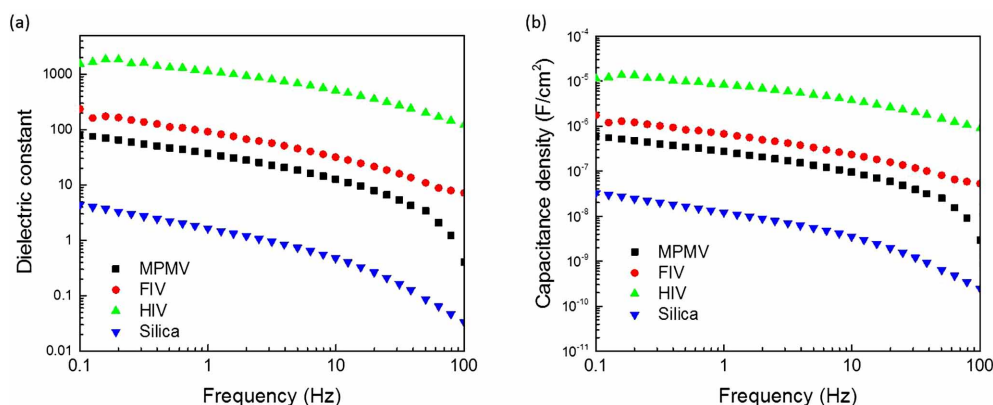 (a)
Dielectric constant
1000
100
10
1
0.1
0.01
MPMV
FIV
HIV
Silica
0.1
1
10
100
Frequency (Hz)
(b)
Capacitance density (F/cm²)
10⁻⁴
10⁻⁵
10⁻⁶
10⁻⁷
10⁻⁸
10⁻⁹
10⁻¹⁰
10⁻¹¹
MPMV
FIV
HIV
Silica
0.1
1
10
100
Frequency (Hz)